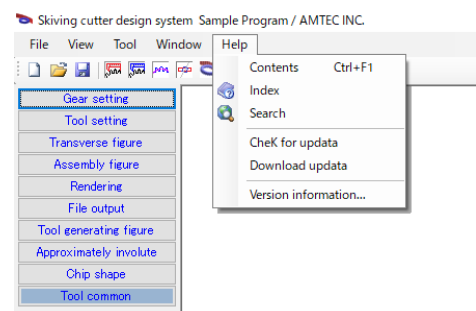 Skiving cutter design system  Sample Program / AMTEC INC.
File View Tool Window Help
Contents Ctrl+F1
Index
Search
CheK for updata
Download updata
Version information...
Gear setting
Tool setting
Transverse figure
Assembly figure
Rendering
File output
Tool generating figure
Approximately involute
Chip shape
Tool common